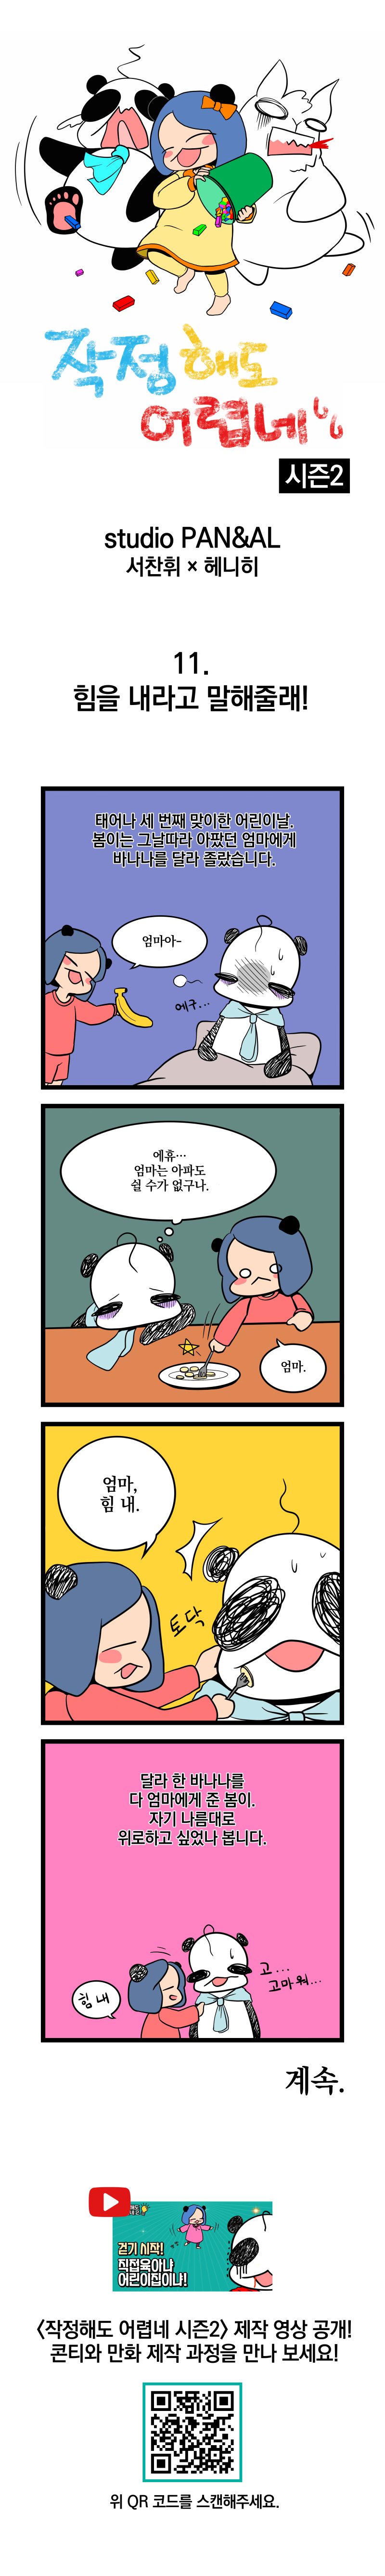 작정해도
어렵네
시즌2
studio PAN&AL
서찬휘 × 헤니히
11.
힘을 내라고 말해줄래!
태어나 세 번째 맞이한 어린이날.
봄이는 그날따라 아팠던 엄마에게
바나나를 달라 졸랐습니다.
엄마아~
에구...
에휴...
엄마는 아파도
쉴 수가 없구나.
엄마.
엄마,
힘 내.
토닥
달라 한 바나나를
다 엄마에게 준 봄이.
자기 나름대로
위로하고 싶었나 봅니다.
힘 내
고...
고마워...
계속.
걷기 시작!
직접육아냐
어린이집이냐!
<작정해도 어렵네 시즌2> 제작 영상 공개!
콘티와 만화 제작 과정을 만나 보세요!
위 QR 코드를 스캔해주세요.